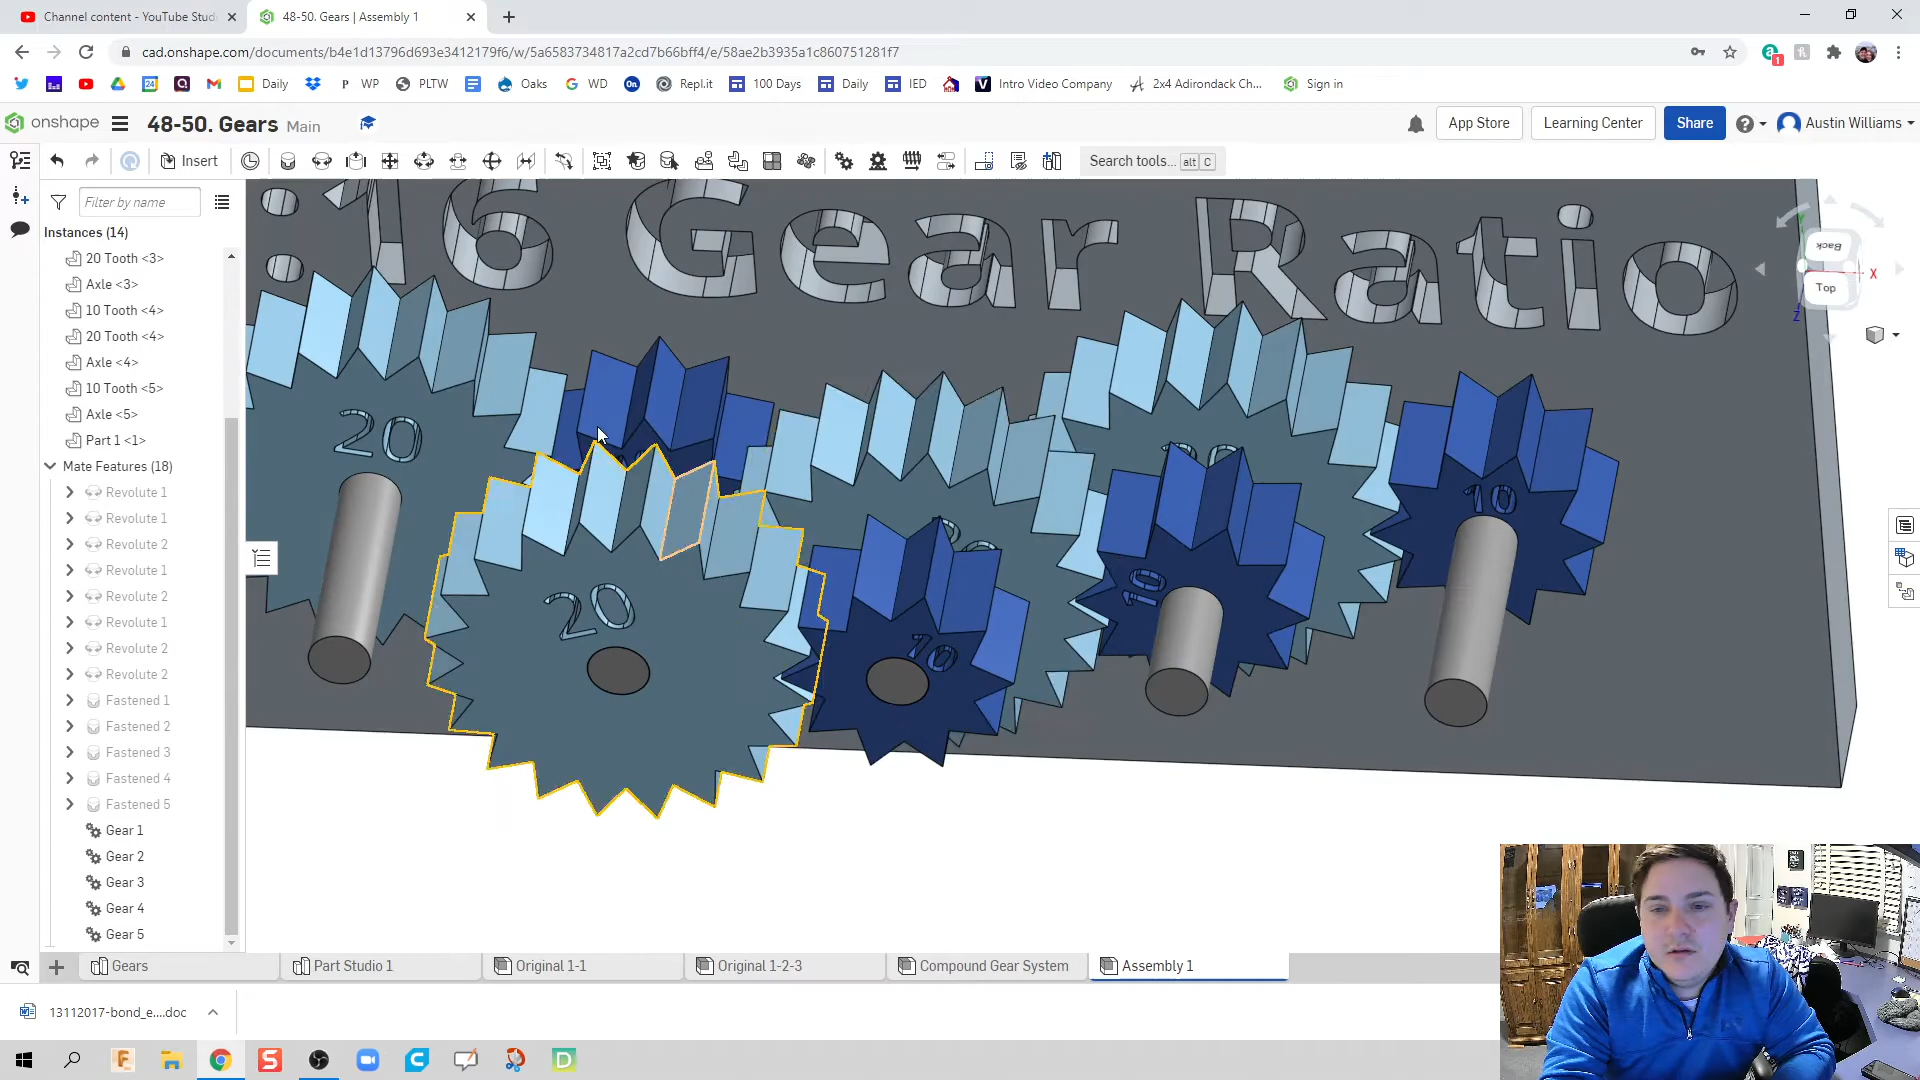 Channel content - YouTube Stud
48-50. Gears | Assembly 1
cad.onshape.com/documents/b4e1d13796d693e3412179f6/w/5a6583734817a2cd7b66bff4/e/58ae2b3935a1c860751281f7
Daily
P WP
PLTW
Oaks
G WD
On
Repl.it
100 Days
Daily
IED
Intro Video Company
2x4 Adirondack Ch...
Sign in
onshape
48-50. Gears Main
App Store
Learning Center
Share
Austin Williams
Insert
Search tools... alt C
Filter by name
Instances (14)
20 Tooth <3>
Axle <3>
10 Tooth <4>
20 Tooth <4>
Axle <4>
10 Tooth <5>
Axle <5>
Part 1 <1>
Mate Features (18)
Revolute 1
Revolute 1
Revolute 2
Revolute 1
Revolute 2
Revolute 1
Revolute 2
Revolute 2
Fastened 1
Fastened 2
Fastened 3
Fastened 4
Fastened 5
Gear 1
Gear 2
Gear 3
Gear 4
Gear 5
:16 Gear Ratio
Back
Top
X
Z
20
10
10
20
10
Gears
Part Studio 1
Original 1-1
Original 1-2-3
Compound Gear System
Assembly 1
13112017-bond_e....doc